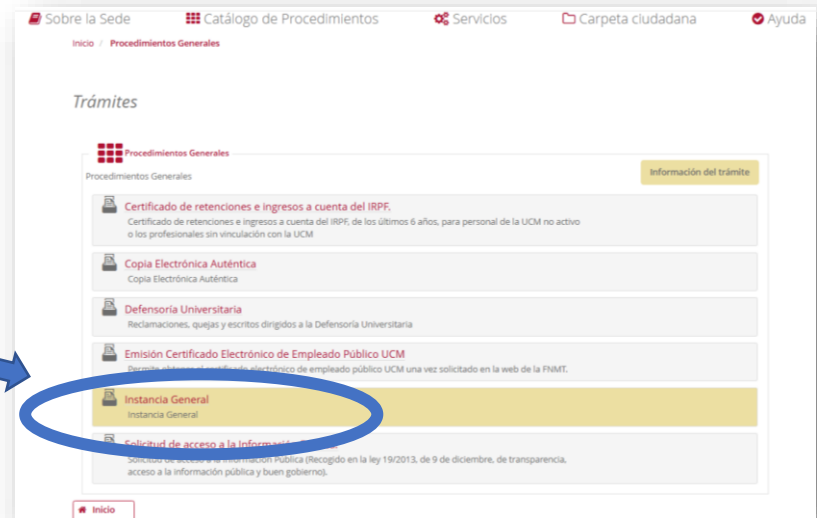 Sobre la Sede Catálogo de Procedimientos Servicios Carpeta ciudadana Ayuda
Inicio / Procedimientos Generales
Trámites
Procedimientos Generales
Procedimientos Generales Información del trámite
Certificado de retenciones e ingresos a cuenta del IRPF.
Certificado de retenciones e ingresos a cuenta del IRPF, de los últimos 6 años, para personal de la UCM no activo
o los profesionales sin vinculación con la UCM
Copia Electrónica Auténtica
Copia Electrónica Auténtica
Defensoría Universitaria
Reclamaciones, quejas y escritos dirigidos a la Defensoría Universitaria
Emisión Certificado Electrónico de Empleado Público UCM
Permite obtener el certificado electrónico de empleado público UCM una vez solicitado en la web de la FNMT.
Instancia General
Instancia General
Solicitud de acceso a la Información
Solicitud de acceso a la Información Pública (Recogido en la ley 19/2013, de 9 de diciembre, de transparencia,
acceso a la información pública y buen gobierno).
Inicio